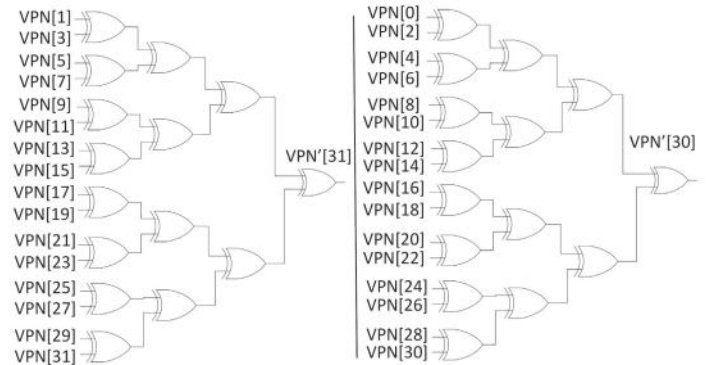 VPN[1]
VPN[3]
VPN[5]
VPN[7]
VPN[9]
VPN[11]
VPN[13]
VPN[15]
VPN[17]
VPN[19]
VPN[21]
VPN[23]
VPN[25]
VPN[27]
VPN[29]
VPN[31]
VPN'[31]
VPN[0]
VPN[2]
VPN[4]
VPN[6]
VPN[8]
VPN[10]
VPN[12]
VPN[14]
VPN[16]
VPN[18]
VPN[20]
VPN[22]
VPN[24]
VPN[26]
VPN[28]
VPN[30]
VPN'[30]